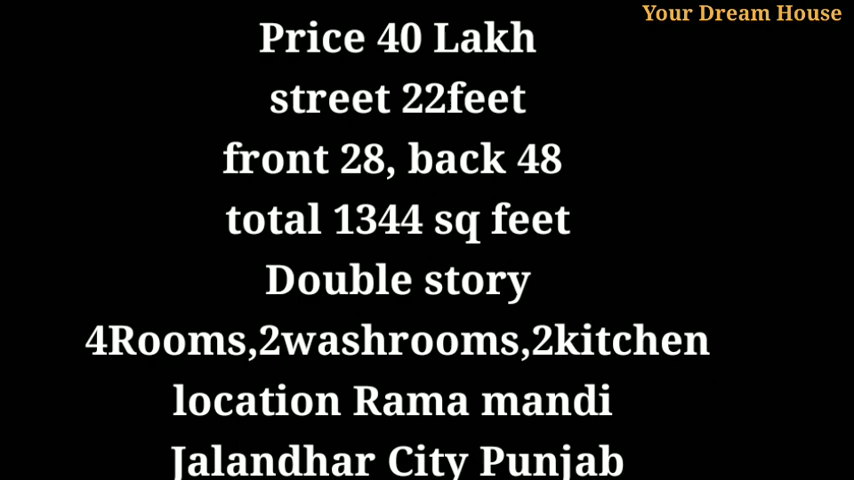 Your Dream House
Price 40 Lakh
street 22feet
front 28, back 48
total 1344 sq feet
Double story
4Rooms,2washrooms,2kitchen
location Rama mandi
Jalandhar City Punjab